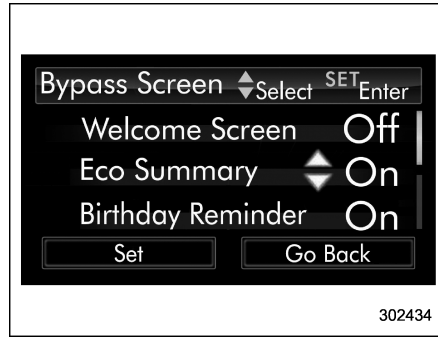 Bypass Screen Select SET Enter
Welcome Screen Off
Eco Summary On
Birthday Reminder On
Set Go Back
302434